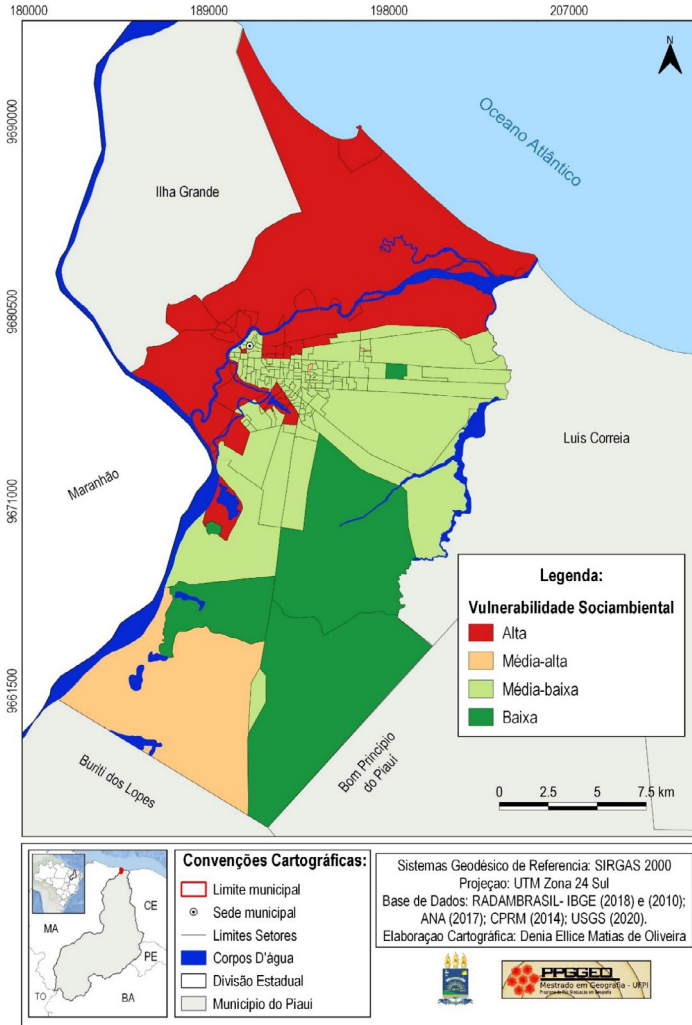 180000 189000 198000 207000
N
9690000
Oceano Atlântico
Ilha Grande
9680500
Luis Correia
Maranhão
9671000
Legenda:
Vulnerabilidade Sociambiental
Alta
Média-alta
Média-baixa
Baixa
9661500
Buriti dos Lopes
Bom Princípio
do Piauí
0 2.5 5 7.5 km
CE
MA
PE
TO
BA
Convenções Cartográficas:
Limite municipal
Sede municipal
Limites Setores
Corpos D'água
Divisão Estadual
Municipio do Piaui
Sistemas Geodésico de Referencia: SIRGAS 2000
Projeçao: UTM Zona 24 Sul
Base de Dados: RADAMBRASIL- IBGE (2018) e (2010);
ANA (2017); CPRM (2014); USGS (2020).
Elaboraçao Cartográfica: Denia Ellice Matias de Oliveira
PPGGEO
Mestrado em Geografia - UFPI